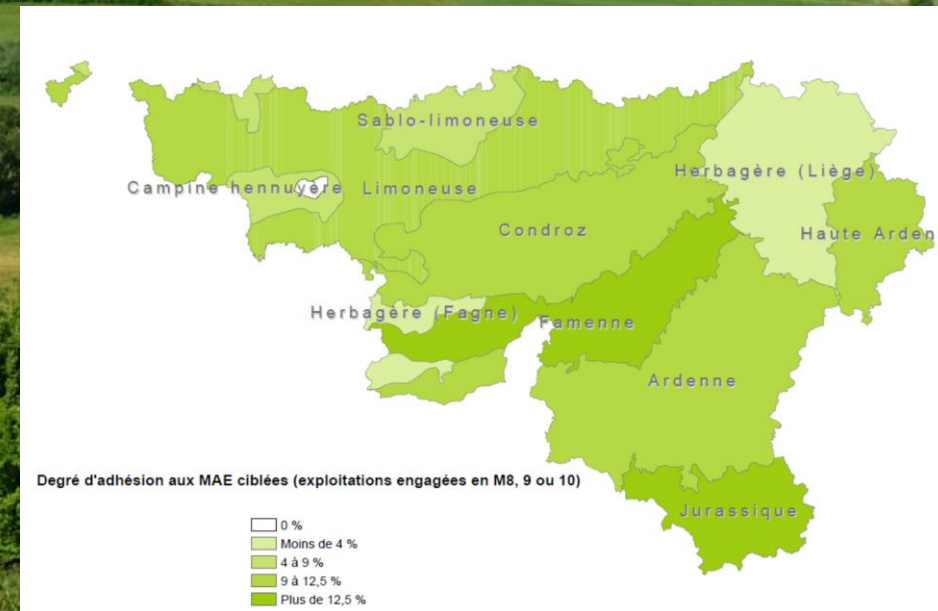 Sablo-limoneuse
Herbagère (Liège)
Campine hennuyère
Limoneuse
Condroz
Haute Arden
Herbagère (Fagne)
Famenne
Ardenne
Degré d'adhésion aux MAE ciblées (exploitations engagées en M8, 9 ou 10)
Jurassique
0 %
Moins de 4 %
4 à 9 %
9 à 12,5 %
Plus de 12,5 %